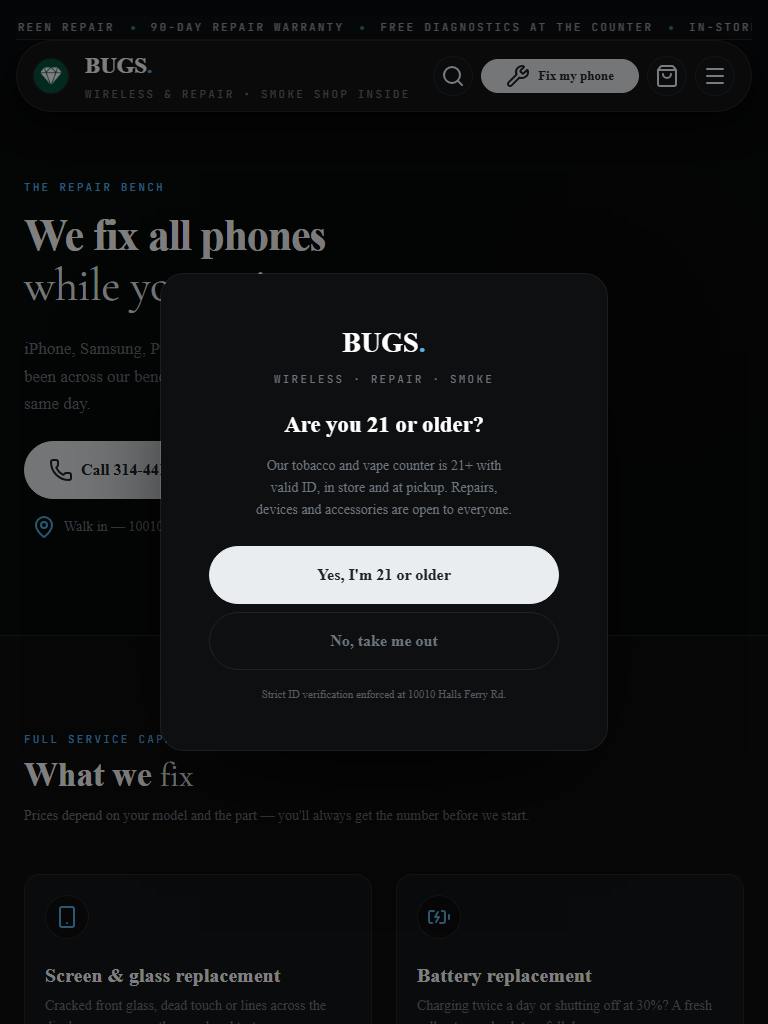 REEN REPAIR • 90-DAY REPAIR WARRANTY • FREE DIAGNOSTICS AT THE COUNTER • IN-STOR
BUGS.
WIRELESS & REPAIR • SMOKE SHOP INSIDE
Fix my phone
THE REPAIR BENCH
We fix all phones
while yo
iPhone, Samsung, P
been across our ben
same day.
Call 314-44
Walk in — 10010
BUGS.
WIRELESS · REPAIR · SMOKE
Are you 21 or older?
Our tobacco and vape counter is 21+ with
valid ID, in store and at pickup. Repairs,
devices and accessories are open to everyone.
Yes, I'm 21 or older
No, take me out
Strict ID verification enforced at 10010 Halls Ferry Rd.
FULL SERVICE CAP
What we fix
Prices depend on your model and the part — you'll always get the number before we start.
Screen & glass replacement
Cracked front glass, dead touch or lines across the
Battery replacement
Charging twice a day or shutting off at 30%? A fresh